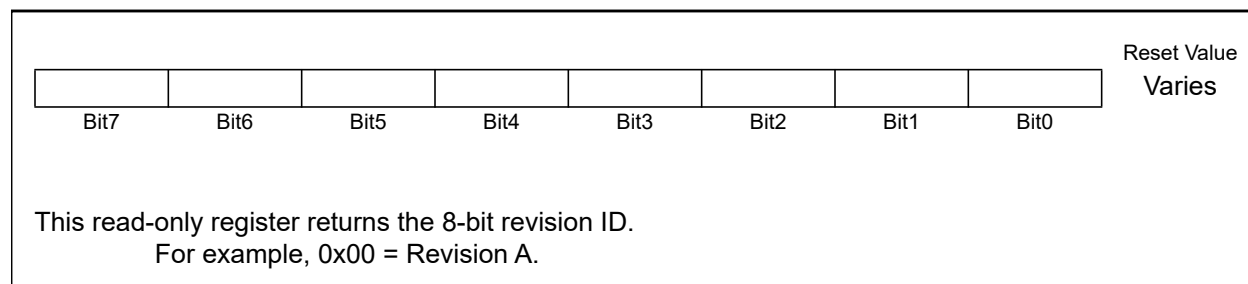 Reset Value
Varies
Bit7 Bit6 Bit5 Bit4 Bit3 Bit2 Bit1 Bit0
This read-only register returns the 8-bit revision ID.
For example, 0x00 = Revision A.